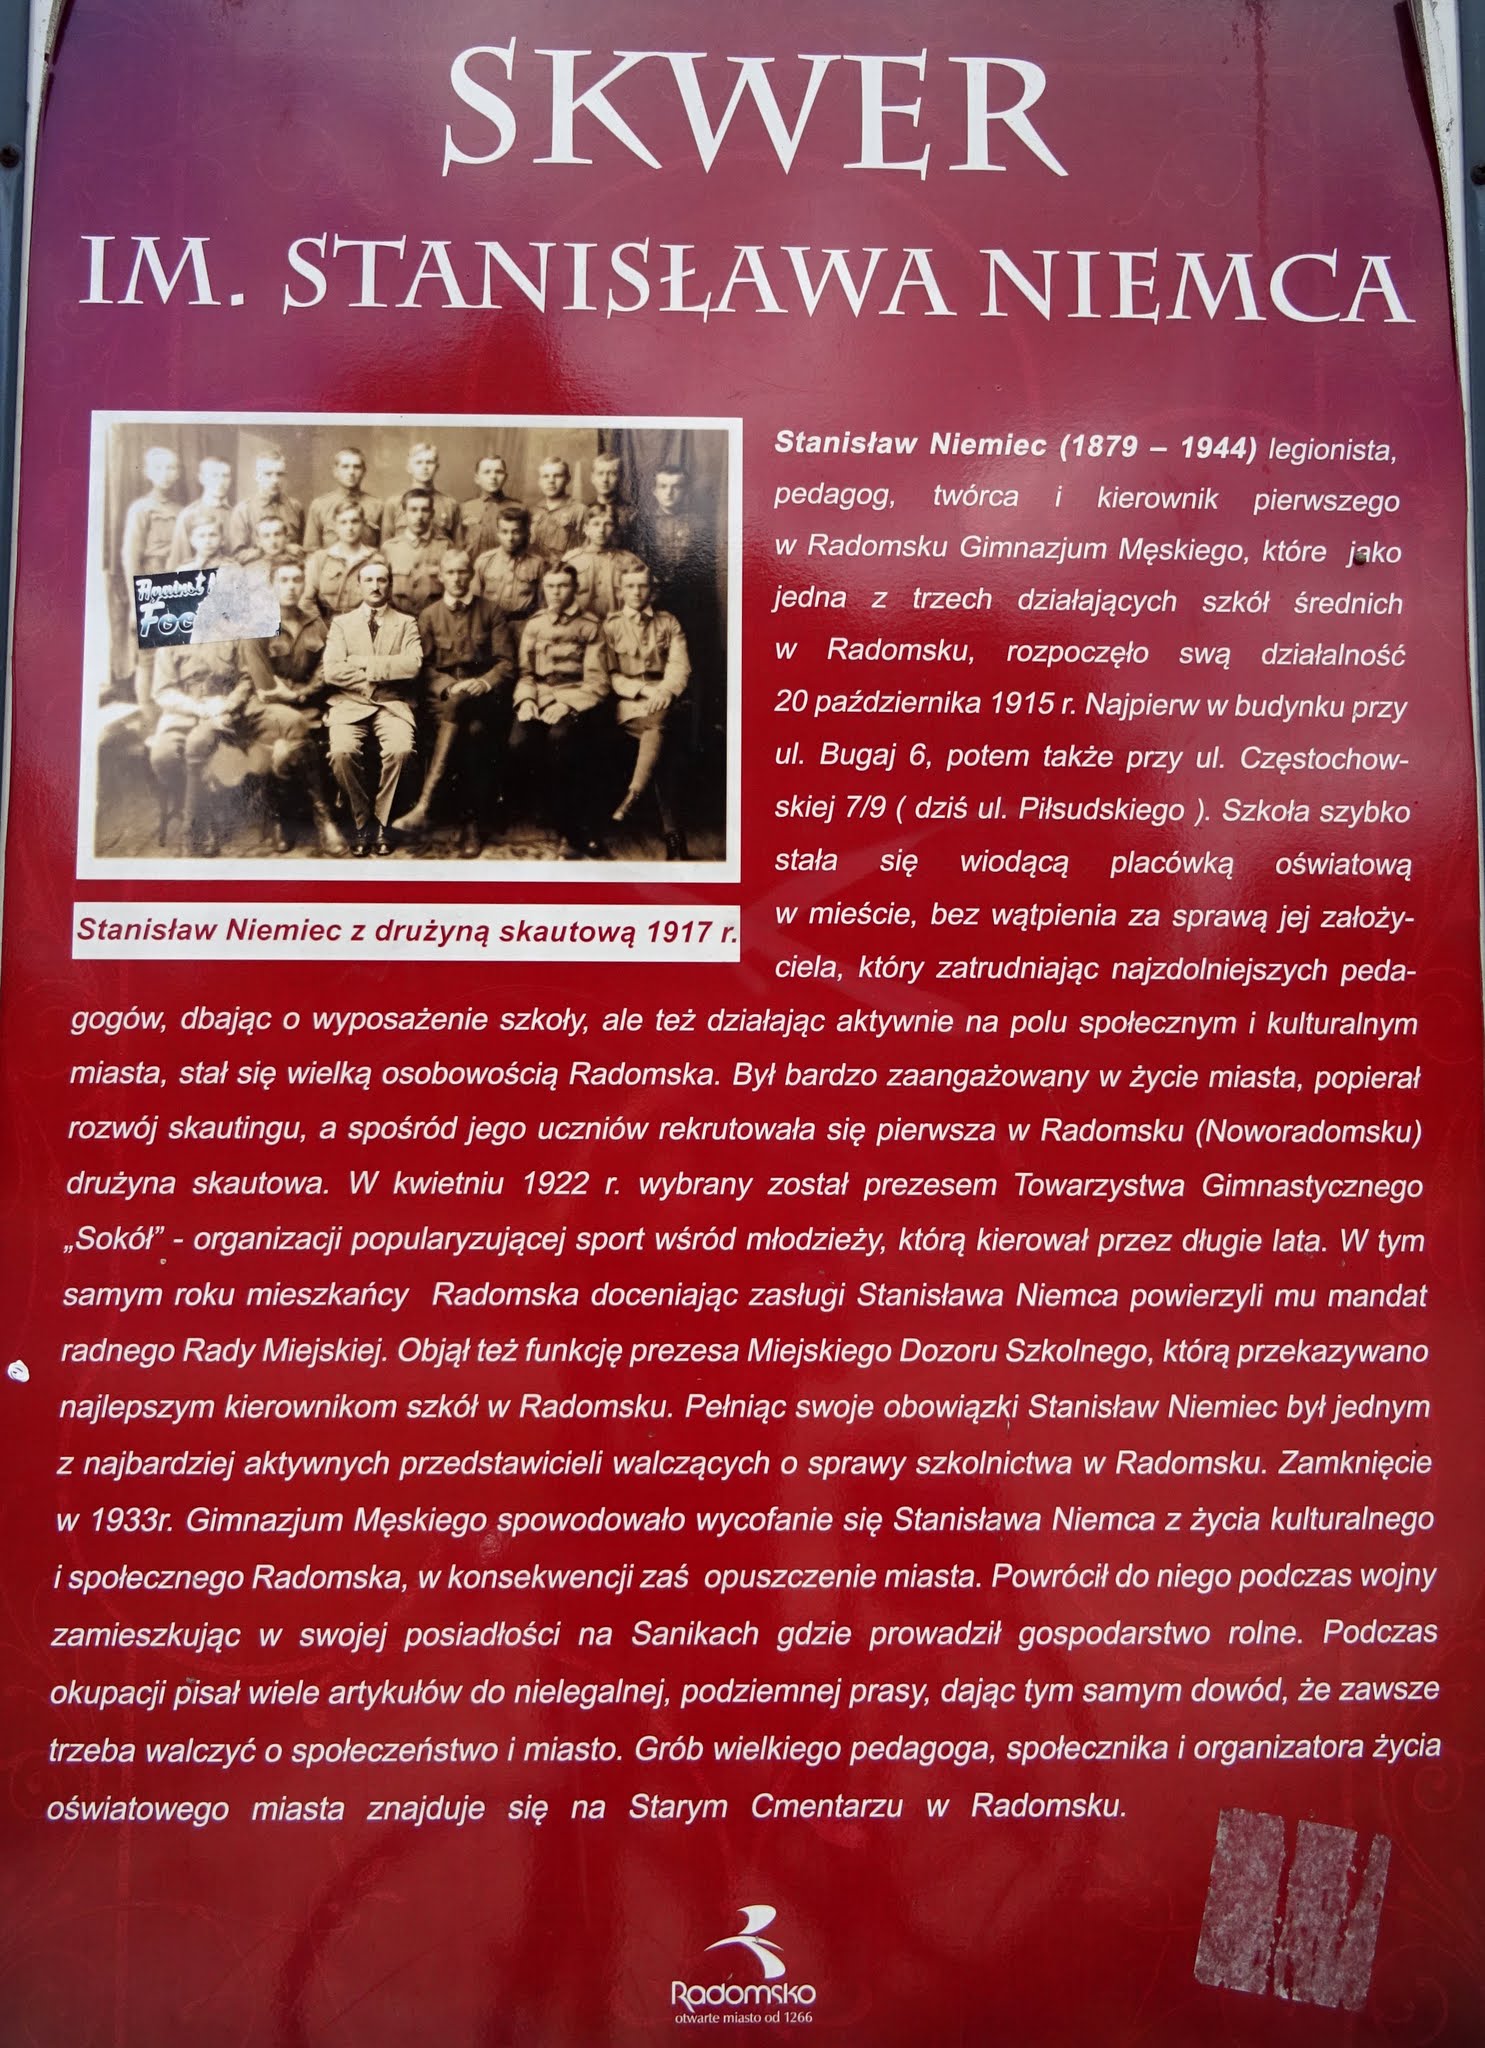 SKWER
IM. STANISŁAWA NIEMCA
Against
Foo
Stanisław Niemiec z drużyną skautową 1917 r.
Stanisław Niemiec (1879 – 1944) legionista,
pedagog, twórca i kierownik pierwszego
w Radomsku Gimnazjum Męskiego, które jako
jedna z trzech działających szkół średnich
w Radomsku, rozpoczęło swą działalność
20 października 1915 r. Najpierw w budynku przy
ul. Bugaj 6, potem także przy ul. Częstochow-
skiej 7/9 ( dziś ul. Piłsudskiego ). Szkoła szybko
stała się wiodącą placówką oświatową
w mieście, bez wątpienia za sprawą jej założy-
ciela, który zatrudniając najzdolniejszych peda-
gogów, dbając o wyposażenie szkoły, ale też działając aktywnie na polu społecznym i kulturalnym
miasta, stał się wielką osobowością Radomska. Był bardzo zaangażowany w życie miasta, popierał
rozwój skautingu, a spośród jego uczniów rekrutowała się pierwsza w Radomsku (Noworadomsku)
drużyna skautowa. W kwietniu 1922 r. wybrany został prezesem Towarzystwa Gimnastycznego
„Sokół” - organizacji popularyzującej sport wśród młodzieży, którą kierował przez długie lata. W tym
samym roku mieszkańcy Radomska doceniając zasługi Stanisława Niemca powierzyli mu mandat
radnego Rady Miejskiej. Objął też funkcję prezesa Miejskiego Dozoru Szkolnego, którą przekazywano
najlepszym kierownikom szkół w Radomsku. Pełniąc swoje obowiązki Stanisław Niemiec był jednym
z najbardziej aktywnych przedstawicieli walczących o sprawy szkolnictwa w Radomsku. Zamknięcie
w 1933r. Gimnazjum Męskiego spowodowało wycofanie się Stanisława Niemca z życia kulturalnego
i społecznego Radomska, w konsekwencji zaś opuszczenie miasta. Powrócił do niego podczas wojny
zamieszkując w swojej posiadłości na Sanikach gdzie prowadził gospodarstwo rolne. Podczas
okupacji pisał wiele artykułów do nielegalnej, podziemnej prasy, dając tym samym dowód, że zawsze
trzeba walczyć o społeczeństwo i miasto. Grób wielkiego pedagoga, społecznika i organizatora życia
oświatowego miasta znajduje się na Starym Cmentarzu w Radomsku.
Radomsko
otwarte miasto od 1266